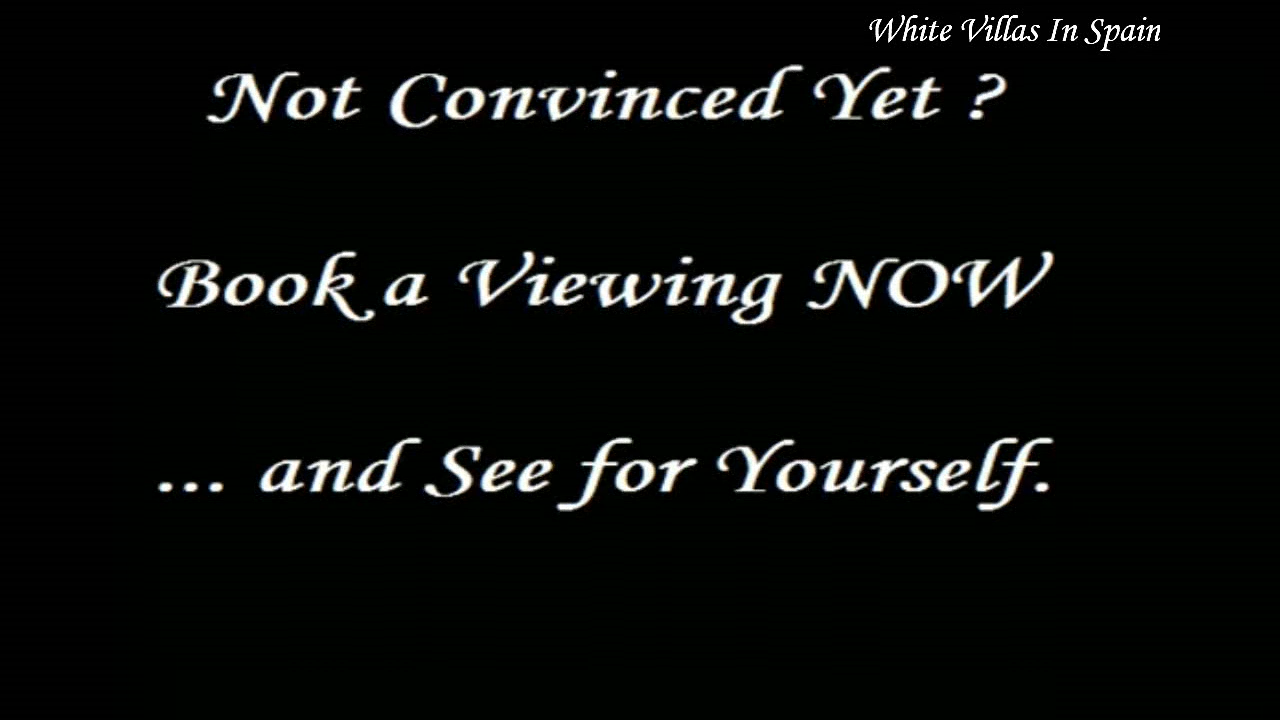 White Villas In Spain
Not Convinced Yet ?
Book a Viewing NOW
... and See for Yourself.